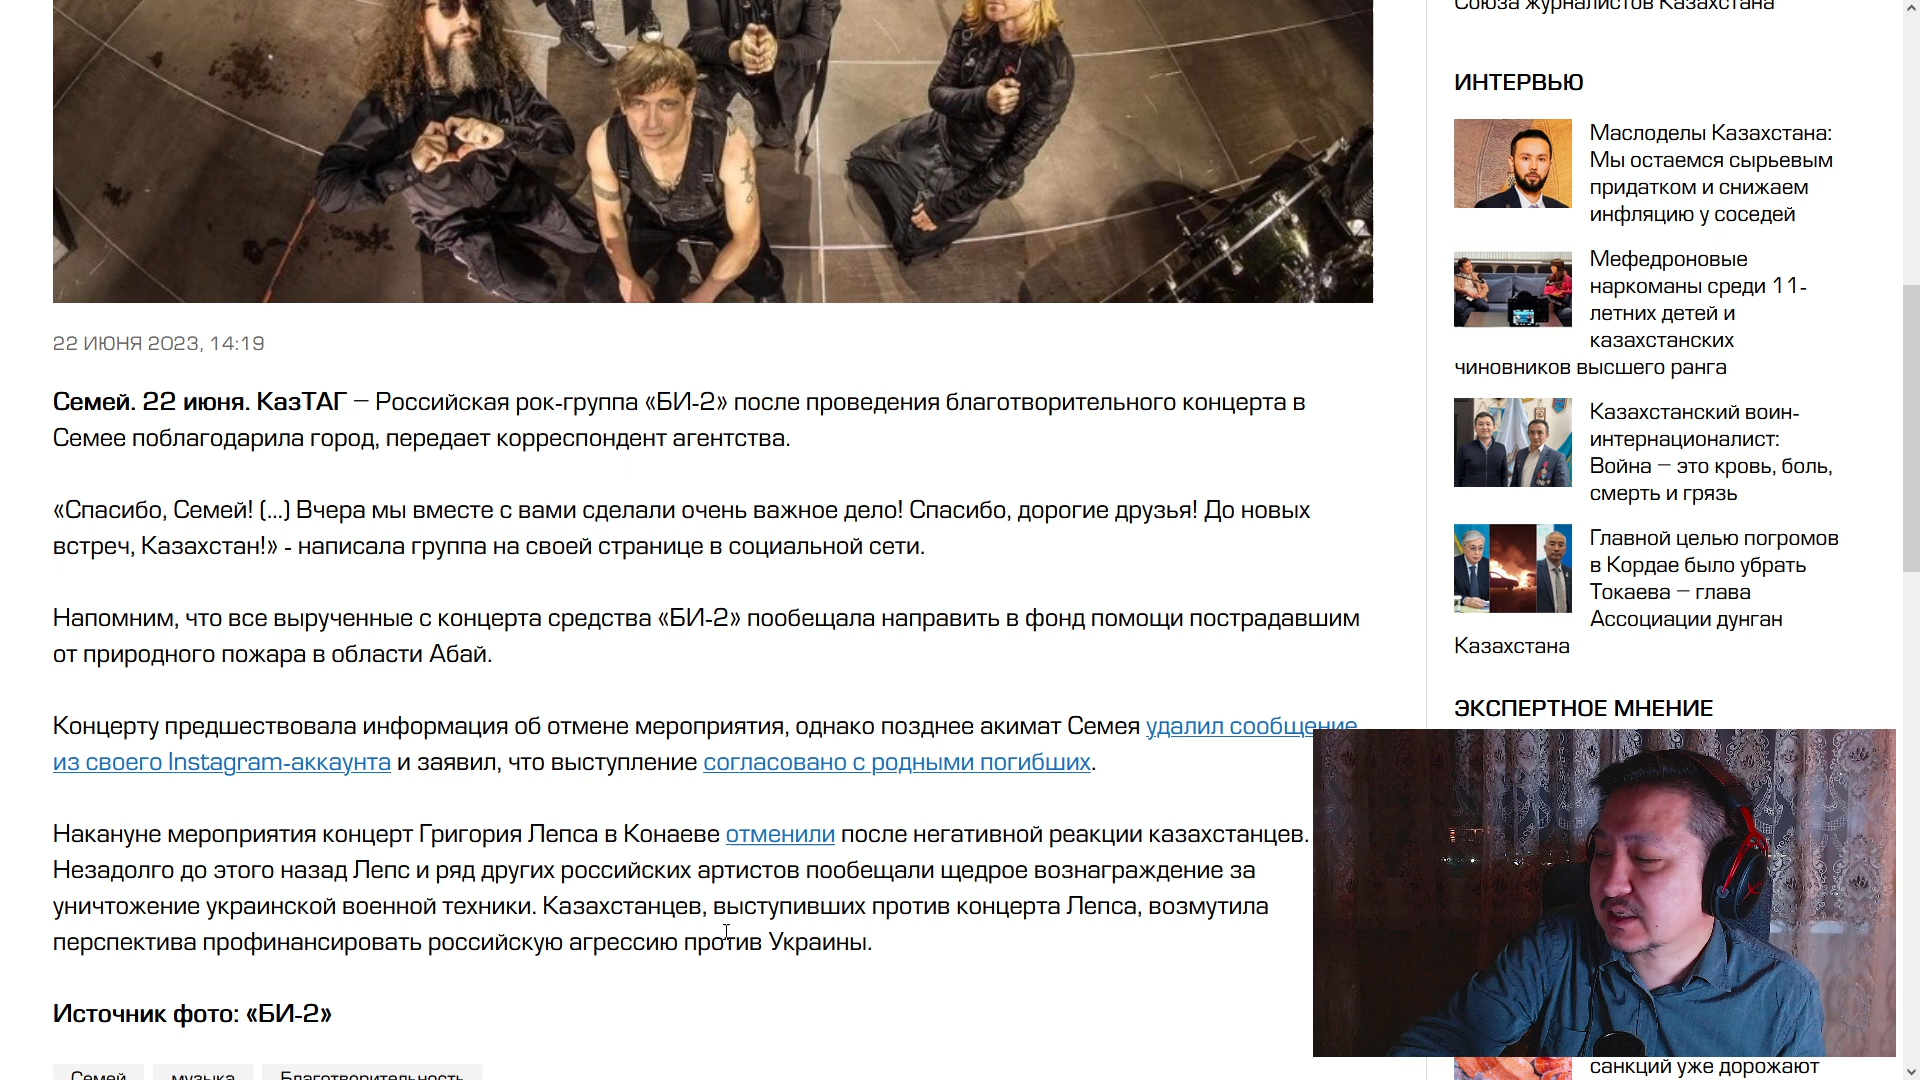 Союза журналистов Казахстана
22 ИЮНЯ 2023, 14:19
Семей. 22 июня. КазТАГ – Российская рок-группа «БИ-2» после проведения благотворительного концерта в
Семее поблагодарила город, передает корреспондент агентства.
«Спасибо, Семей! (...) Вчера мы вместе с вами сделали очень важное дело! Спасибо, дорогие друзья! До новых
встреч, Казахстан!» - написала группа на своей странице в социальной сети.
Напомним, что все вырученные с концерта средства «БИ-2» пообещала направить в фонд помощи пострадавшим
от природного пожара в области Абай.
Концерту предшествовала информация об отмене мероприятия, однако позднее акимат Семея удалил сообщение
из своего Instagram-аккаунта и заявил, что выступление согласовано с родными погибших.
Накануне мероприятия концерт Григория Лепса в Конаеве отменили после негативной реакции казахстанцев.
Незадолго до этого назад Лепс и ряд других российских артистов пообещали щедрое вознаграждение за
уничтожение украинской военной техники. Казахстанцев, выступивших против концерта Лепса, возмутила
перспектива профинансировать российскую агрессию против Украины.
Источник фото: «БИ-2»
Семей музыка Благотворительность
ИНТЕРВЬЮ
Маслоделы Казахстана:
Мы остаемся сырьевым
придатком и снижаем
инфляцию у соседей
Мефедроновые
наркоманы среди 11-
летних детей и
казахстанских
чиновников высшего ранга
Казахстанский воин-
интернационалист:
Война – это кровь, боль,
смерть и грязь
Главной целью погромов
в Кордае было убрать
Токаева – глава
Ассоциации дунган
Казахстана
ЭКСПЕРТНОЕ МНЕНИЕ
санкций уже дорожают